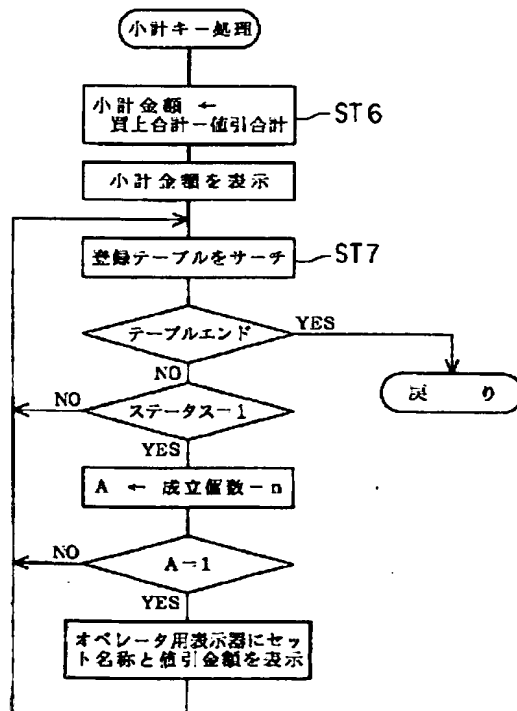 小計キー処理
小計金額 ←
買上合計－値引合計
ST6
小計金額を表示
登録テーブルをサーチ
ST7
テーブルエンド
YES
NO
戻 り
ステータス＝1
NO
YES
A ← 成立個数－n
A＝1
NO
YES
オペレータ用表示器にセッ
ト名称と値引金額を表示